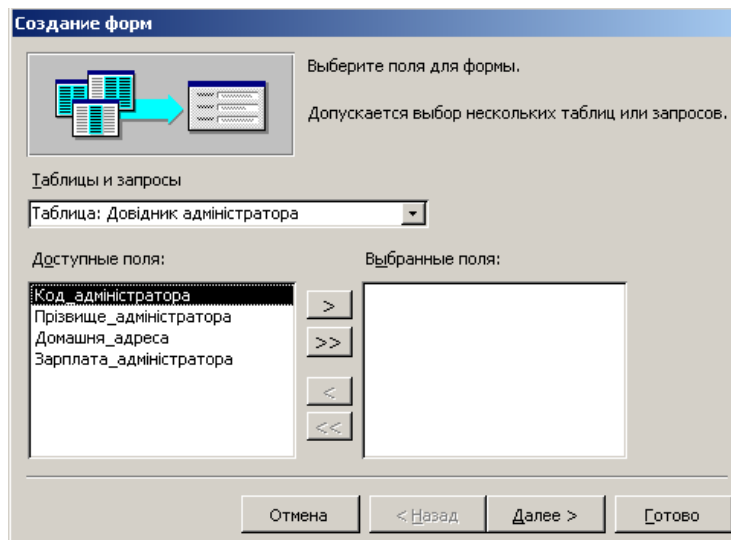 Создание форм
Выберите поля для формы.
Допускается выбор нескольких таблиц или запросов.
Таблицы и запросы
Таблица: Довідник адміністратора
Доступные поля:
Выбранные поля:
Код_адміністратора
Прізвище_адміністратора
Домашня_адреса
Зарплата_адміністратора
>
>>
<
<<
Отмена
< Назад
Далее >
Готово